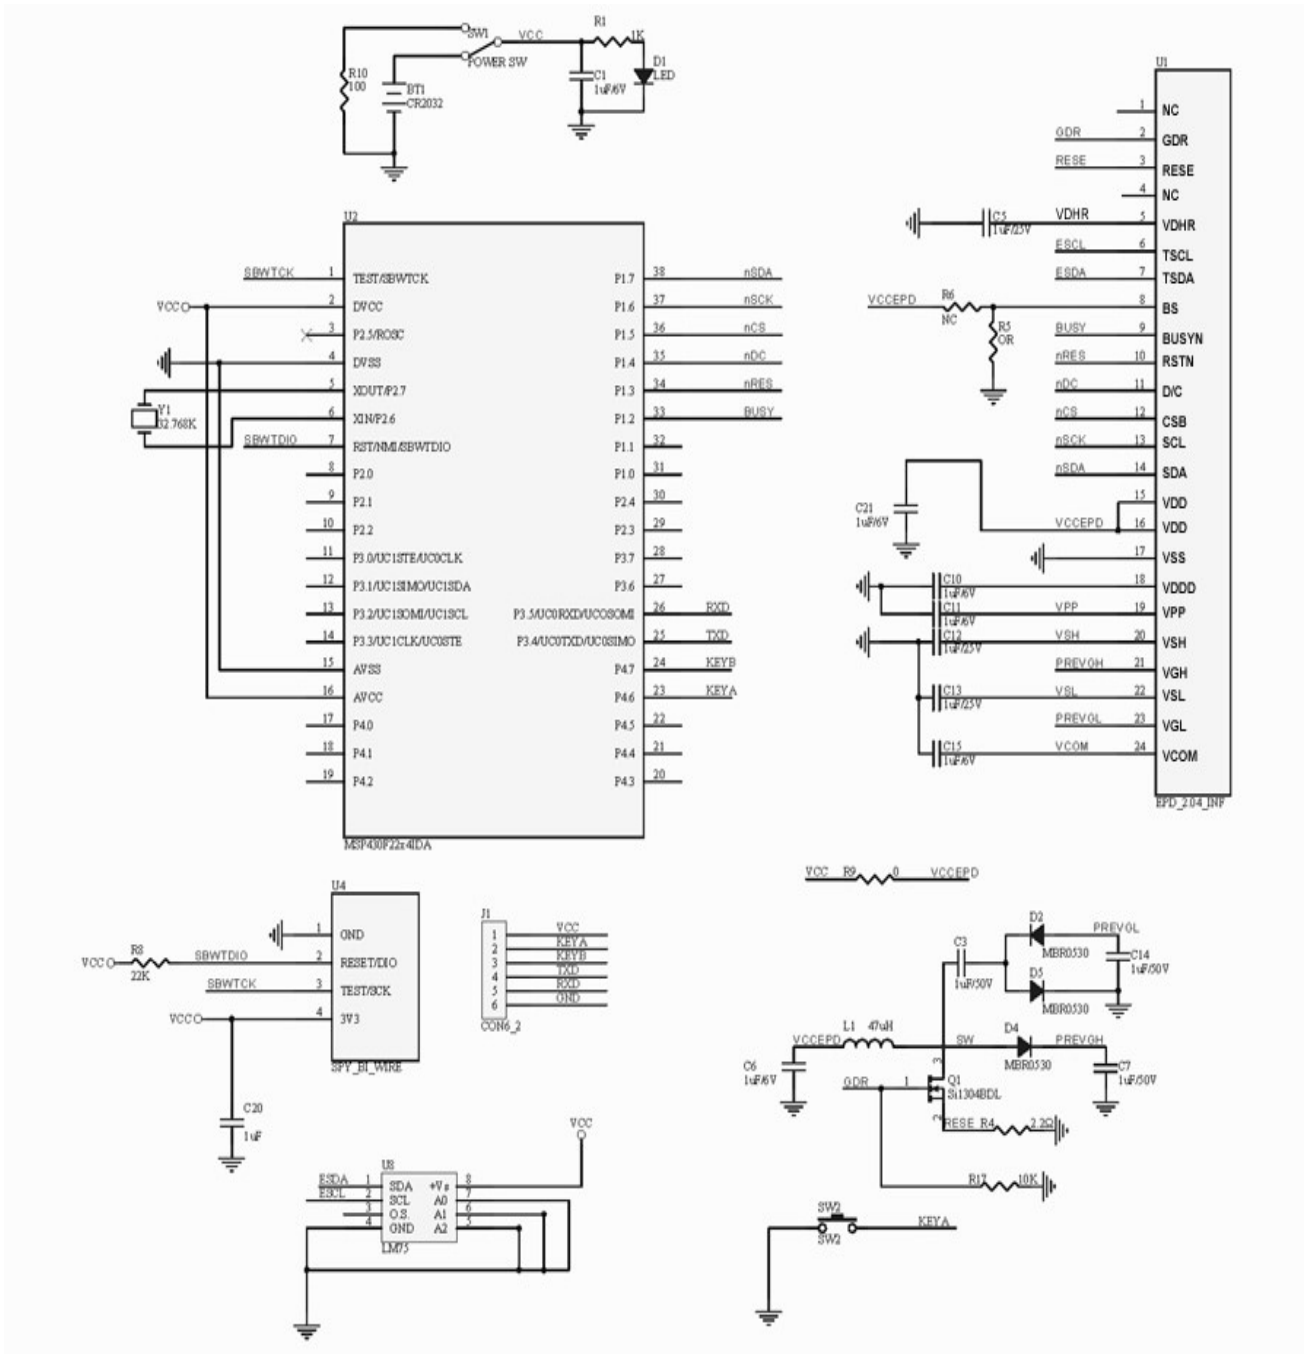 R1
1K
SW1
VCC
POWER SW
D1
LED
C1
1uF/6V
R10
100
BT1
CR2032
U1
1 NC
GDR 2 GDR
RESE 3 RESE
4 NC
C5
1uF/25V
VDHR 5 VDHR
ESCL 6 TSCL
ESDA 7 TSDA
VCCEPD R6 8 BS
NC
R5
OR
BUSY 9 BUSYN
nRES 10 RSTN
nDC 11 D/C
nCS 12 CSB
nSCK 13 SCL
nSDA 14 SDA
15 VDD
C21
1uF/6V
VCCEPD 16 VDD
17 VSS
C10 18 VDDD
1uF/6V
C11 VPP 19 VPP
1uF/6V
C12 VSH 20 VSH
1uF/25V
PREVGH 21 VGH
C13 VSL 22 VSL
1uF/25V
PREVGL 23 VGL
C15 VCOM 24 VCOM
1uF/6V
EPD_2.04_INF
U2
SBWTCK 1 TEST/SBWTCK P1.7 38 nSDA
VCC 2 DVCC P1.6 37 nSCK
3 P2.5/ROSC P1.5 36 nCS
4 DVSS P1.4 35 nDC
5 XOUT/P2.7 P1.3 34 nRES
Y1
32.768K
6 XIN/P2.6 P1.2 33 BUSY
SBWTDIO 7 RST/NMI/SBWTDIO P1.1 32
8 P2.0 P1.0 31
9 P2.1 P2.4 30
10 P2.2 P2.3 29
11 P3.0/UC1STE/UC0CLK P3.7 28
12 P3.1/UC1SIMO/UC1SDA P3.6 27
13 P3.2/UC1SOMI/UC1SCL P3.5/UC0RXD/UC0SOMI 26 RXD
14 P3.3/UC1CLK/UC0STE P3.4/UC0TXD/UC0SIMO 25 TXD
15 AVSS P4.7 24 KEYB
16 AVCC P4.6 23 KEYA
17 P4.0 P4.5 22
18 P4.1 P4.4 21
19 P4.2 P4.3 20
MSP430F22x4IDA
U4
1 GND
R8
22K
VCC SBWTDIO 2 RESET/DIO
SBWTCK 3 TEST/SCK
VCC 4 3V3
SPY_BI_WIRE
C20
1uF
J1
1 VCC
2 KEYA
3 KEYB
4 TXD
5 RXD
6 GND
CON6_2
VCC R9 0 VCCEPD
D2
MBR0530
PREVGL
C3
1uF/50V
C14
1uF/50V
D5
MBR0530
L1 47uH
VCCEPD
SW
D4
MBR0530
PREVGH
C6
1uF/6V
C7
1uF/50V
3
GDR 1
Q1
Si1304BDL
2
RESE R4 2.2Ω
R17 10K
SW2
SW2
KEYA
VCC
U8
ESDA 1 SDA +Vs 8
ESCL 2 SCL A0 7
3 O.S. A1 6
4 GND A2 5
LM75